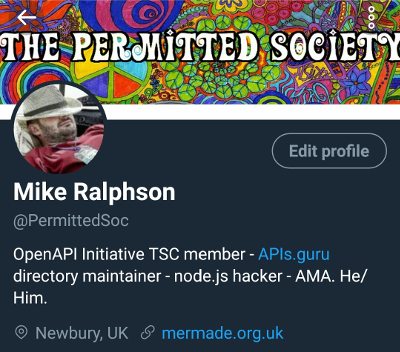 THE PERMITTED SOCIETY
Edit profile
Mike Ralphson
@PermittedSoc
OpenAPI Initiative TSC member - APIs.guru
directory maintainer - node.js hacker - AMA. He/
Him.
Newbury, UK mermade.org.uk